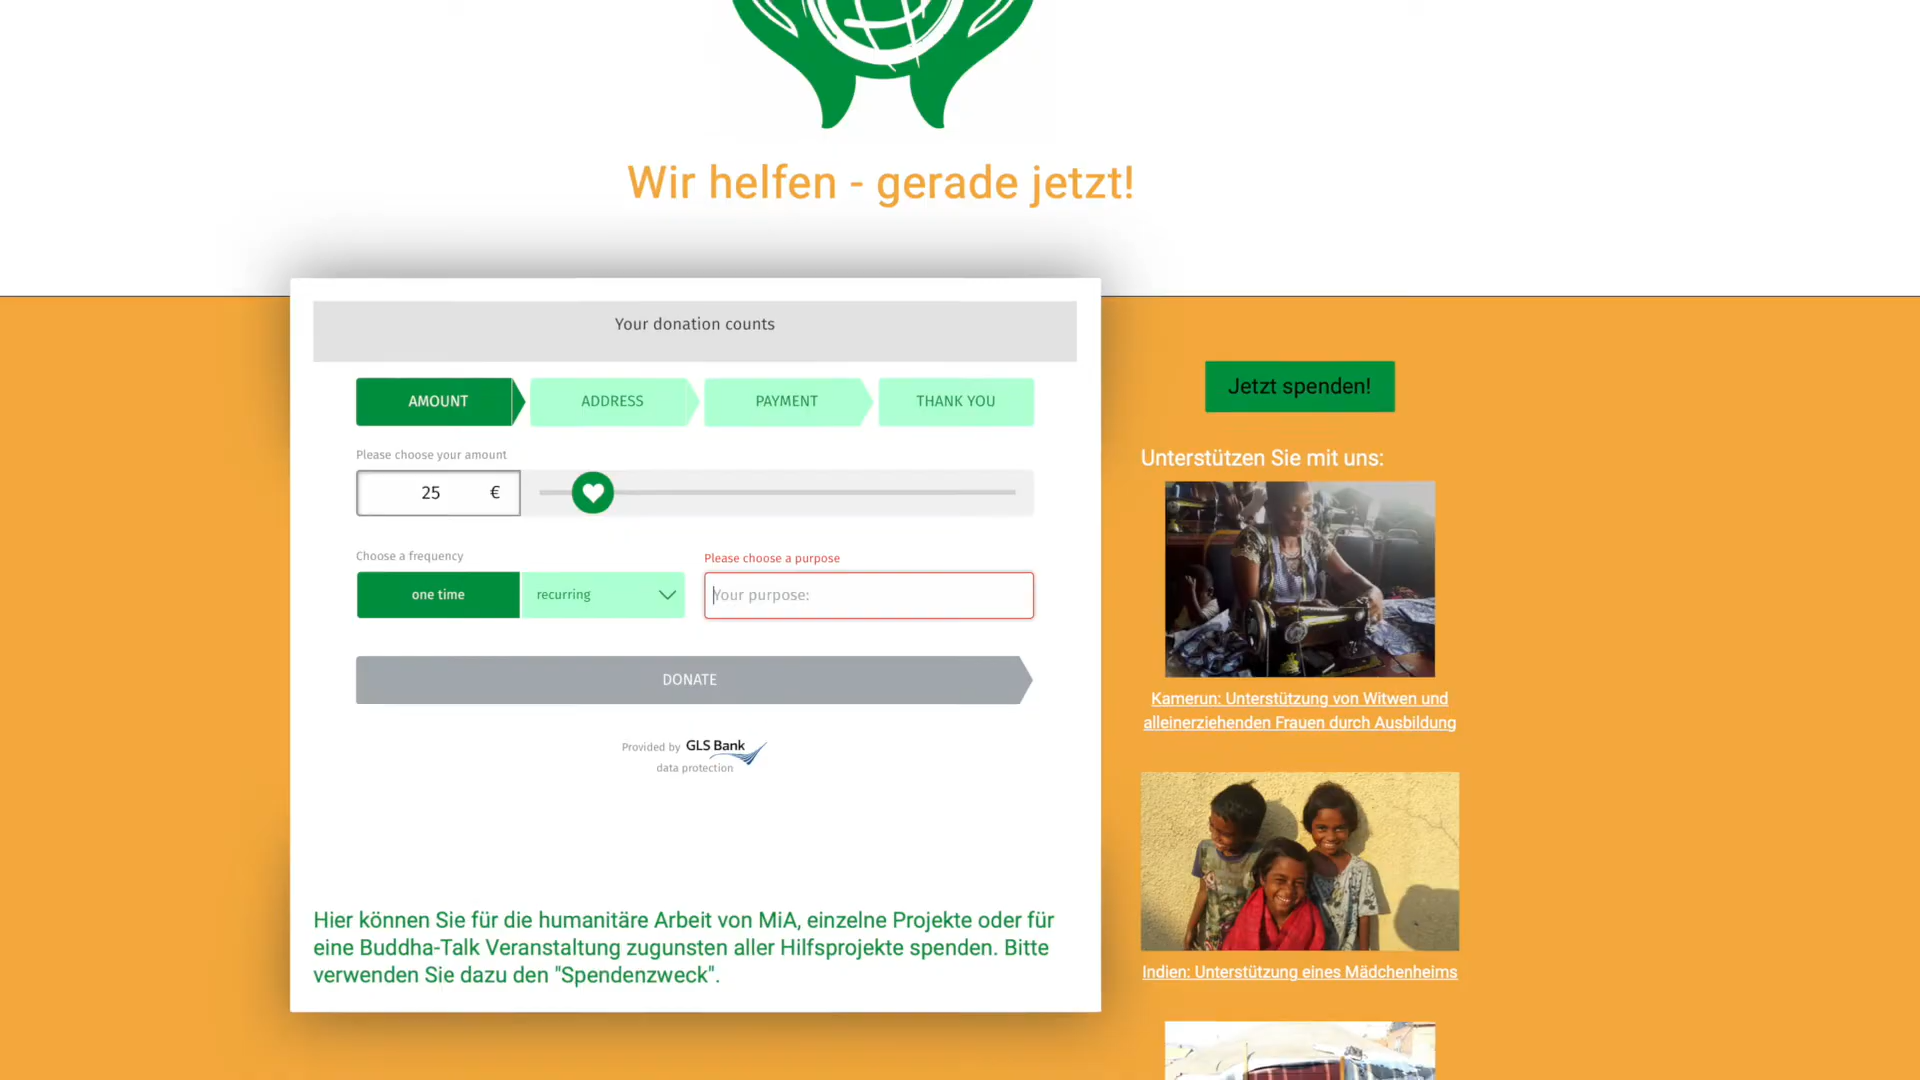 Wir helfen - gerade jetzt!
Your donation counts
AMOUNT
ADDRESS
PAYMENT
THANK YOU
Please choose your amount
25 €
Choose a frequency
one time
recurring
Please choose a purpose
Your purpose:
DONATE
Provided by GLS Bank
data protection
Hier können Sie für die humanitäre Arbeit von MiA, einzelne Projekte oder für
eine Buddha-Talk Veranstaltung zugunsten aller Hilfsprojekte spenden. Bitte
verwenden Sie dazu den "Spendenzweck".
Jetzt spenden!
Unterstützen Sie mit uns:
Kamerun: Unterstützung von Witwen und
alleinerziehenden Frauen durch Ausbildung
Indien: Unterstützung eines Mädchenheims